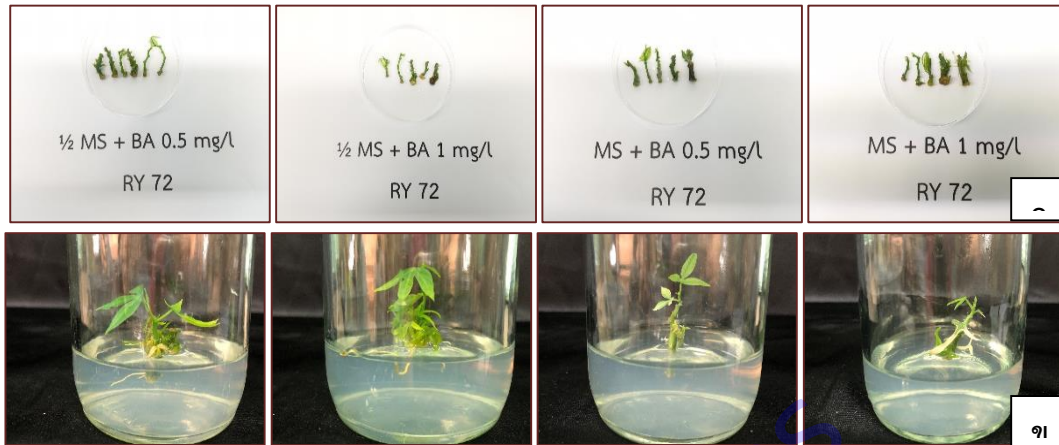 ½ MS + BA 0.5 mg/l
RY 72
½ MS + BA 1 mg/l
RY 72
MS + BA 0.5 mg/l
RY 72
MS + BA 1 mg/l
RY 72
ข